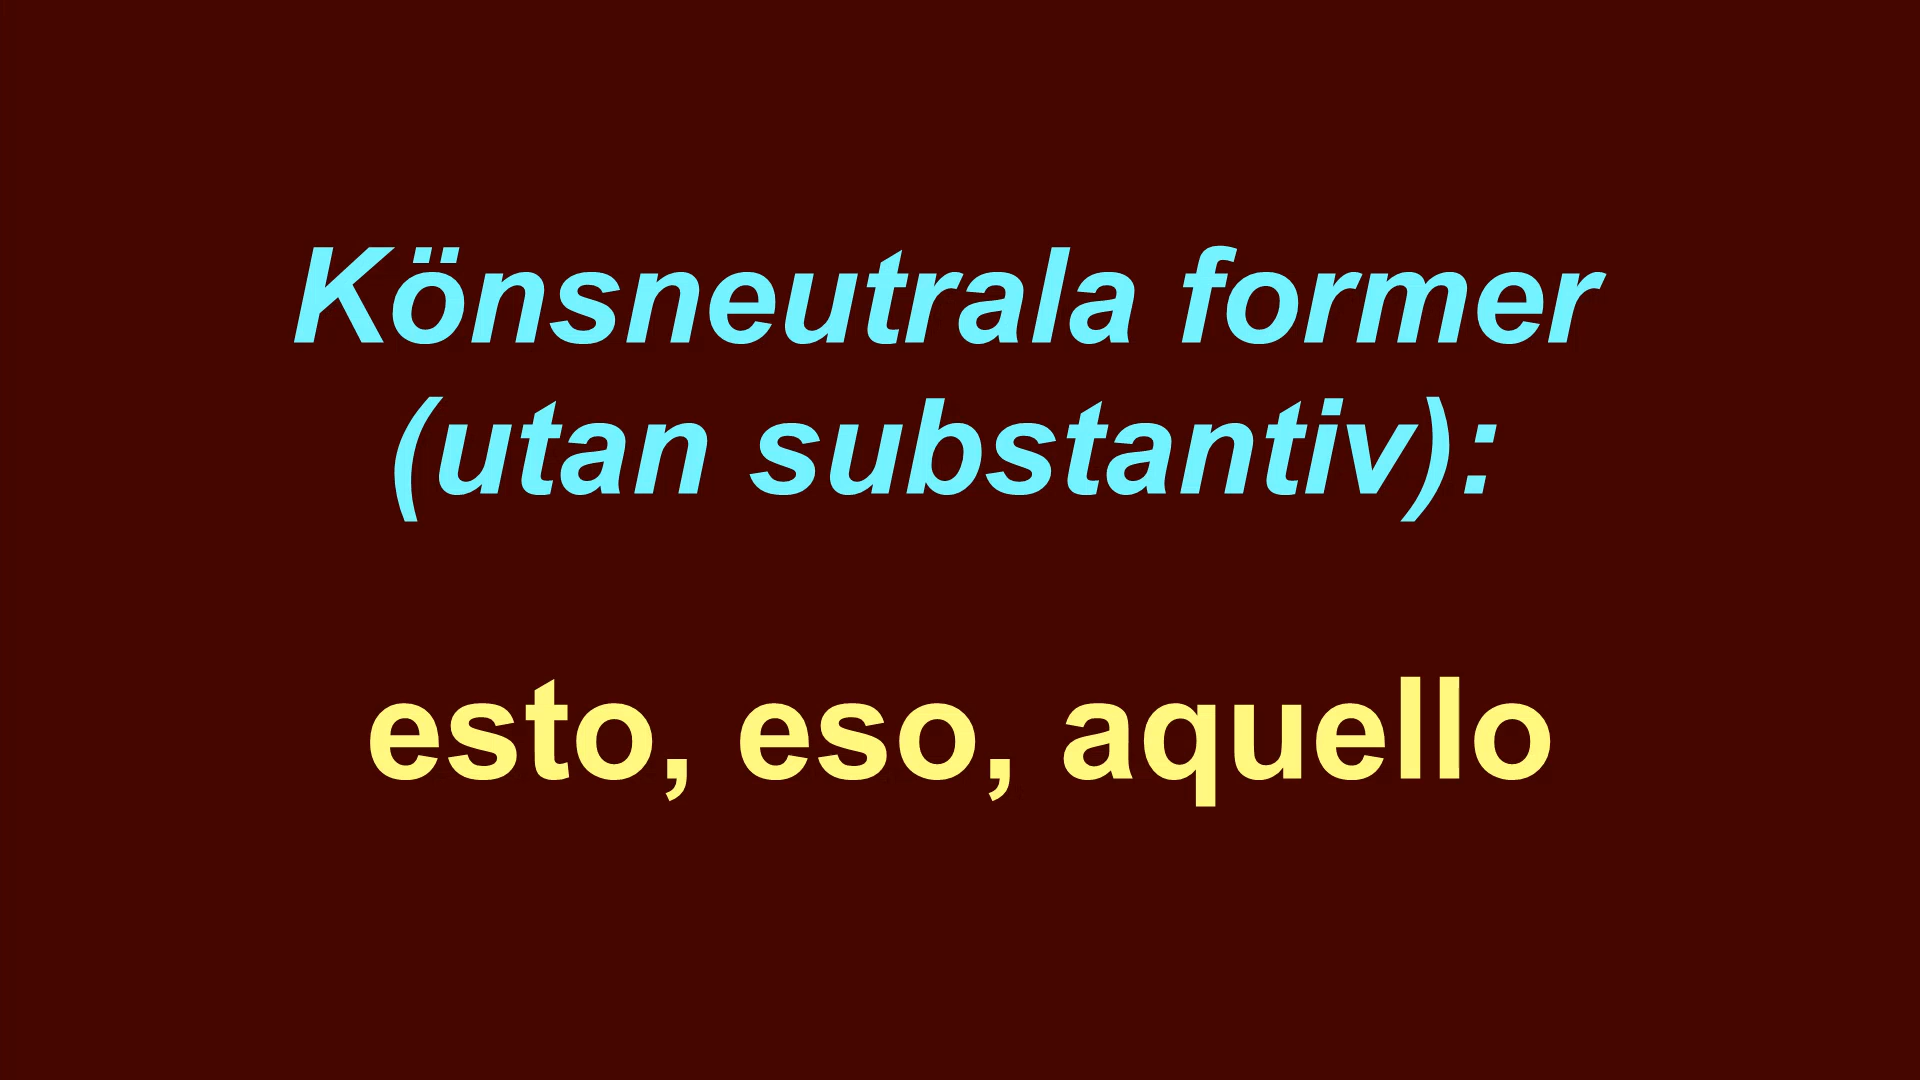 Könsneutrala former
(utan substantiv):
esto, eso, aquello